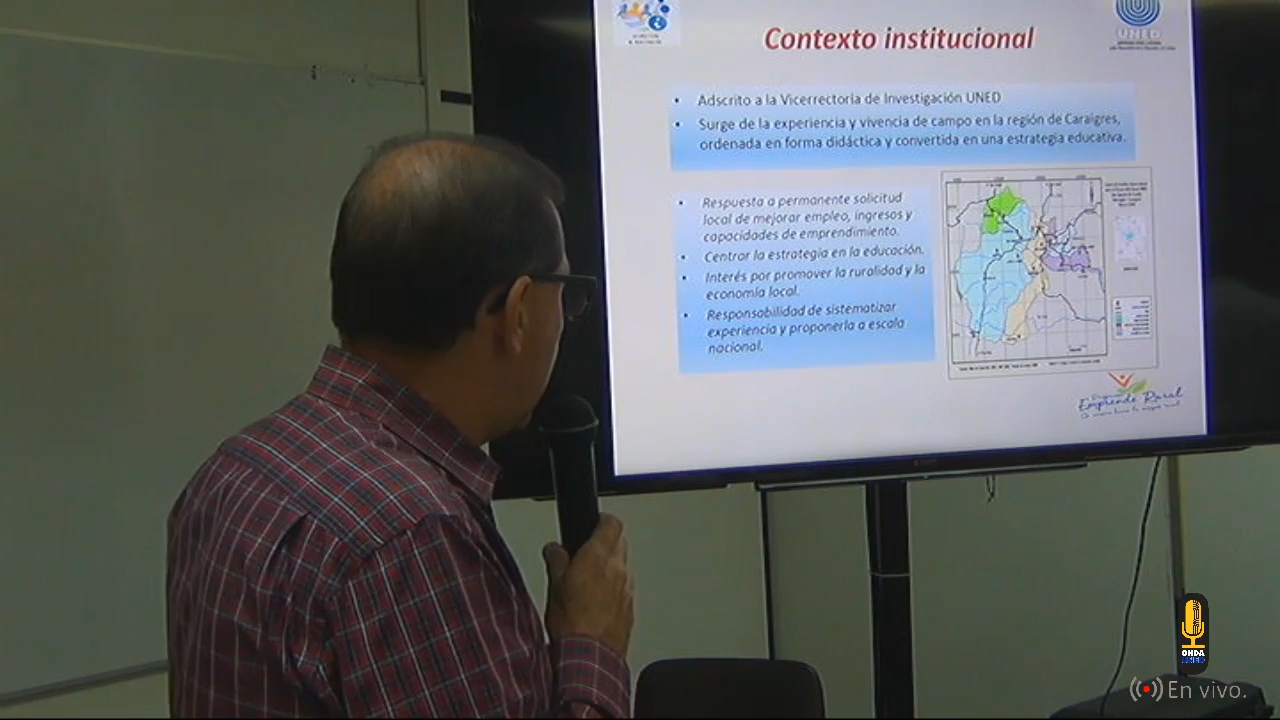 Contexto institucional
UNED
• Adscrito a la Vicerrectoría de Investigación UNED
• Surge de la experiencia y vivencia de campo en la región de Caraigres,
ordenada en forma didáctica y convertida en una estrategia educativa.
• Respuesta a permanente solicitud
local de mejorar empleo, ingresos y
capacidades de emprendimiento.
• Centrar la estrategia en la educación.
• Interés por promover la ruralidad y la
economía local.
• Responsabilidad de sistematizar
experiencia y proponerla a escala
nacional.
Emprende Rural
ONDA
UNED
En vivo.